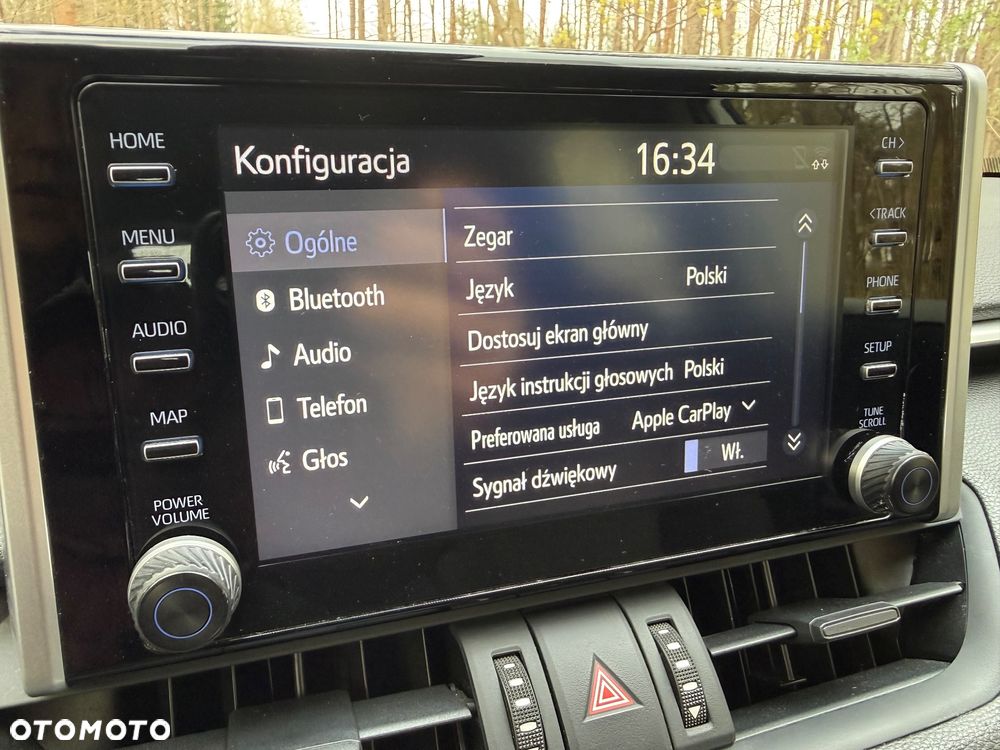 HOME
MENU
AUDIO
MAP
POWER
VOLUME
Konfiguracja
16:34
Ogólne
Bluetooth
Audio
Telefon
Głos
Zegar
Język Polski
Dostosuj ekran główny
Język instrukcji głosowych Polski
Preferowana usługa Apple CarPlay
Sygnał dźwiękowy Wł.
CH >
< TRACK
PHONE
SETUP
TUNE
SCROLL
OTOMOTO